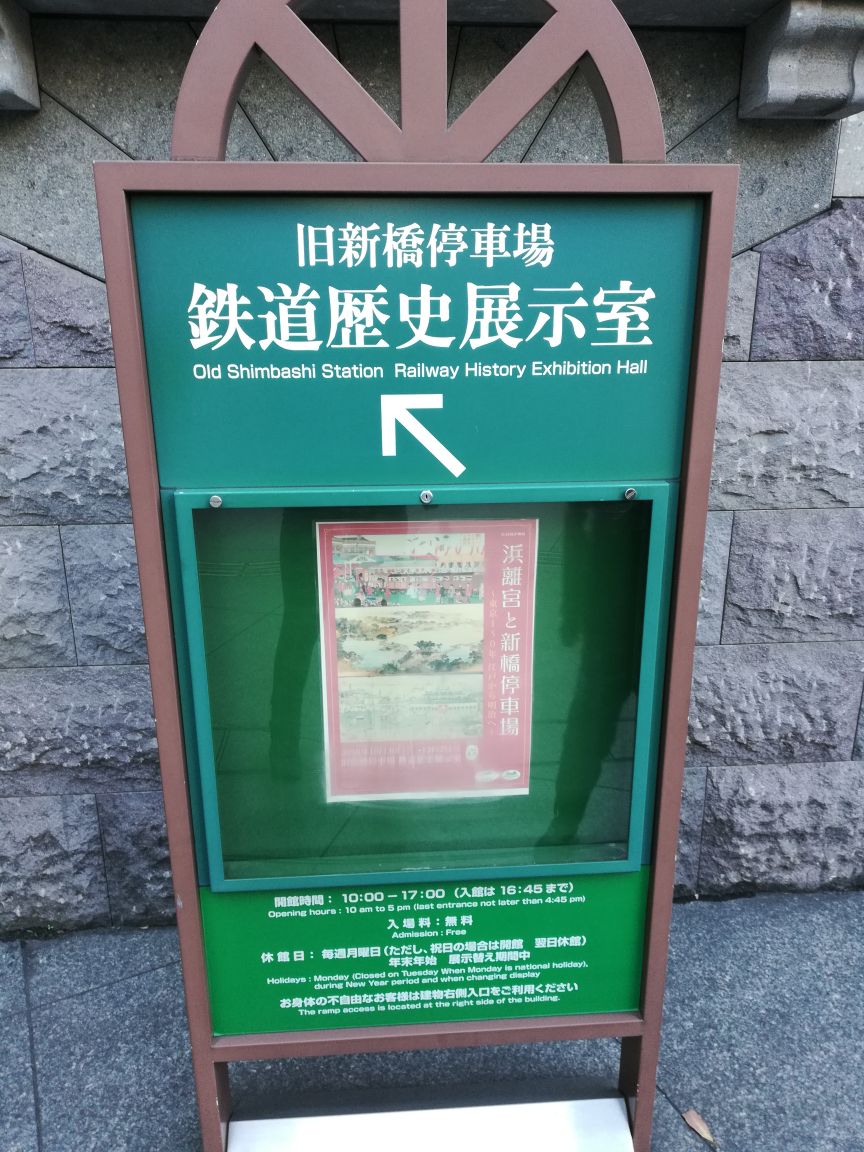 旧新橋停車場
鉄道歴史展示室
Old Shimbashi Station Railway History Exhibition Hall
浜離宮と新橋停車場
開館時間： 10:00－17:00 （入館は 16:45 まで）
Opening hours : 10 am to 5 pm (last entrance not later than 4:45 pm)
入場料：無料
Admission : Free
休館日： 毎週月曜日（ただし、祝日の場合は開館 翌日休館）
年末年始 展示替え期間中
Holidays : Monday (Closed on Tuesday When Monday is national holiday),
during New Year period and when changing display
お身体の不自由なお客様は建物右側入口をご利用ください
The ramp access is located at the right side of the building.